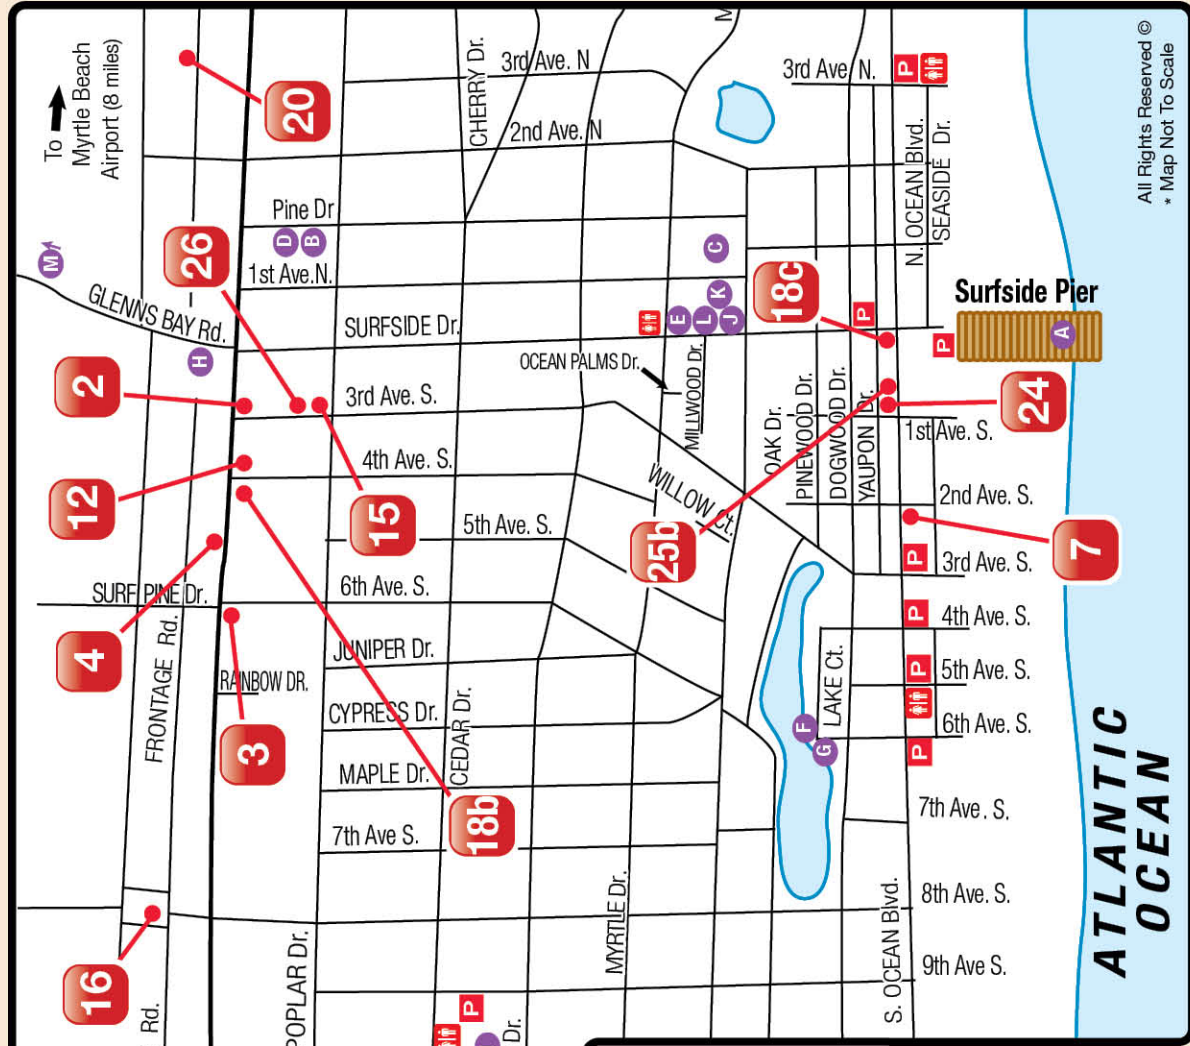 To
Myrtle Beach
Airport (8 miles)
All Rights Reserved ©
* Map Not To Scale
20
CHERRY Dr.
3rd Ave. N
3rd Ave. N.
P
2nd Ave. N
N. OCEAN Blvd.
SEASIDE Dr.
Pine Dr
26
D
B
M
C
1st Ave.N.
18c
K
Surfside Pier
GLENNS BAY Rd.
SURFSIDE Dr.
E
L
J
P
A
P
H
OCEAN PALMS Dr.
MILLWOOD Dr.
2
3rd Ave. S.
24
OAK Dr.
PINEWOOD Dr.
DOGWOOD Dr.
YAUPON Dr.
1st Ave. S.
4th Ave. S.
WILLOW Ct.
2nd Ave. S.
12
15
5th Ave. S.
25b
7
P
3rd Ave. S.
SURF PINE Dr.
6th Ave. S.
P
4th Ave. S.
4
FRONTAGE Rd.
JUNIPER Dr.
RAINBOW DR.
LAKE Ct.
P
5th Ave. S.
CYPRESS Dr.
CEDAR Dr.
F
G
6th Ave. S.
3
P
MAPLE Dr.
18b
7th Ave S.
7th Ave. S.
ATLANTIC
OCEAN
MYRTLE Dr.
S. OCEAN Blvd.
8th Ave. S.
9th Ave S.
16
POPLAR Dr.
P
Rd.
Dr.